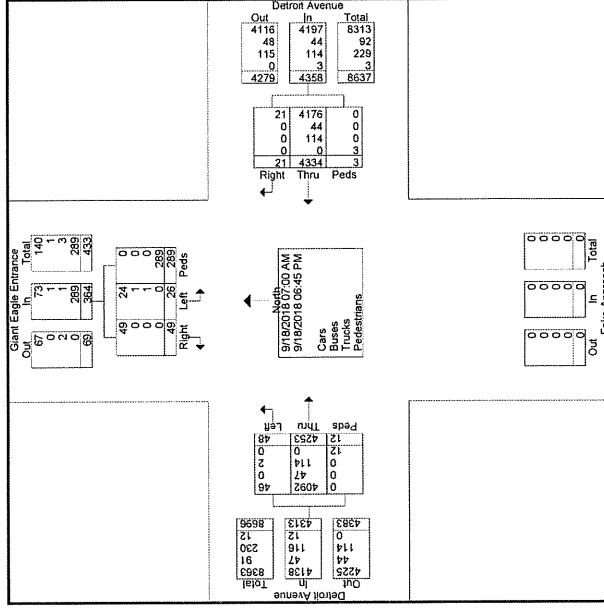 Detroit Avenue
Out In Total
4116 4197 8313
48 44 92
115 114 229
0 3 3
4279 4358 8637
21 4176 0
0 44 0
0 114 0
0 0 3
21 4334 3
Right Thru Peds
Giant Eagle Entrance
Out In Total
67 73 140
0 1 1
2 1 3
0 289 289
69 364 433
49 24 0
0 1 0
0 1 0
0 0 289
49 26 289
Right Left Peds
North
9/18/2018 07:00 AM
9/18/2018 06:45 PM
Cars
Buses
Trucks
Pedestrians
Out In Total
0 0 0
0 0 0
0 0 0
0 0 0
0 0 0
Left Thru Peds
48 4253 12
0 0 12
2 114 0
0 47 0
46 4092 0
8696 4313 4383
12 12 0
230 116 114
91 47 44
8363 4138 4225
Total In Out
Detroit Avenue